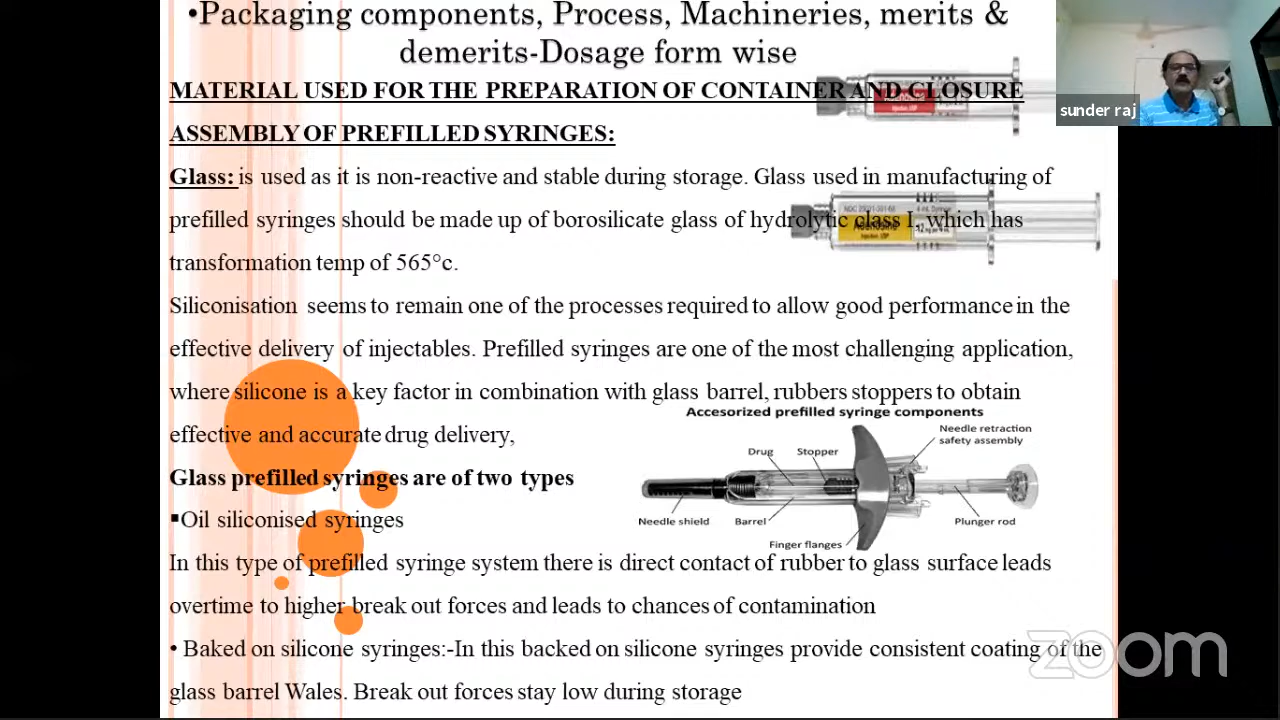 •Packaging components, Process, Machineries, merits &
demerits-Dosage form wise
sunder raj
MATERIAL USED FOR THE PREPARATION OF CONTAINER AND CLOSURE
ASSEMBLY OF PREFILLED SYRINGES:
Glass: is used as it is non-reactive and stable during storage. Glass used in manufacturing of
prefilled syringes should be made up of borosilicate glass of hydrolytic class I, which has
transformation temp of 565°c.
Siliconisation seems to remain one of the processes required to allow good performance in the
effective delivery of injectables. Prefilled syringes are one of the most challenging application,
where silicone is a key factor in combination with glass barrel, rubbers stoppers to obtain
effective and accurate drug delivery,
Accesorized prefilled syringe components
Needle retraction
safety assembly
Drug
Stopper
Needle shield
Barrel
Plunger rod
Finger flanges
Glass prefilled syringes are of two types
▪Oil siliconised syringes
In this type of prefilled syringe system there is direct contact of rubber to glass surface leads
overtime to higher break out forces and leads to chances of contamination
• Baked on silicone syringes:-In this backed on silicone syringes provide consistent coating of the
glass barrel Wales. Break out forces stay low during storage
zoom